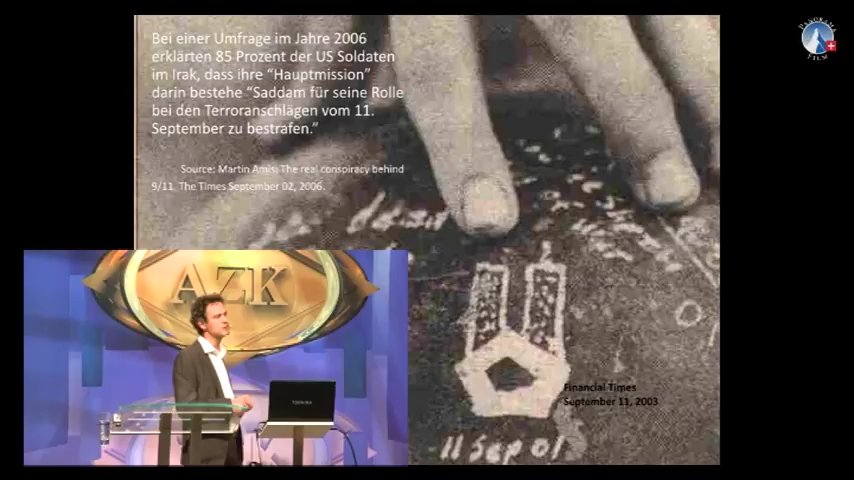 Bei einer Umfrage im Jahre 2006
erklärten 85 Prozent der US Soldaten
im Irak, dass ihre “Hauptmission”
darin bestehe “Saddam für seine Rolle
bei den Terroranschlägen vom 11.
September zu bestrafen.”
Source: Martin Amis: The real conspiracy behind
9/11. The Times September 02, 2006.
PANORAMA
FILM
AZK
TOSHIBA
Financial Times
September 11, 2003
11 Sep 01